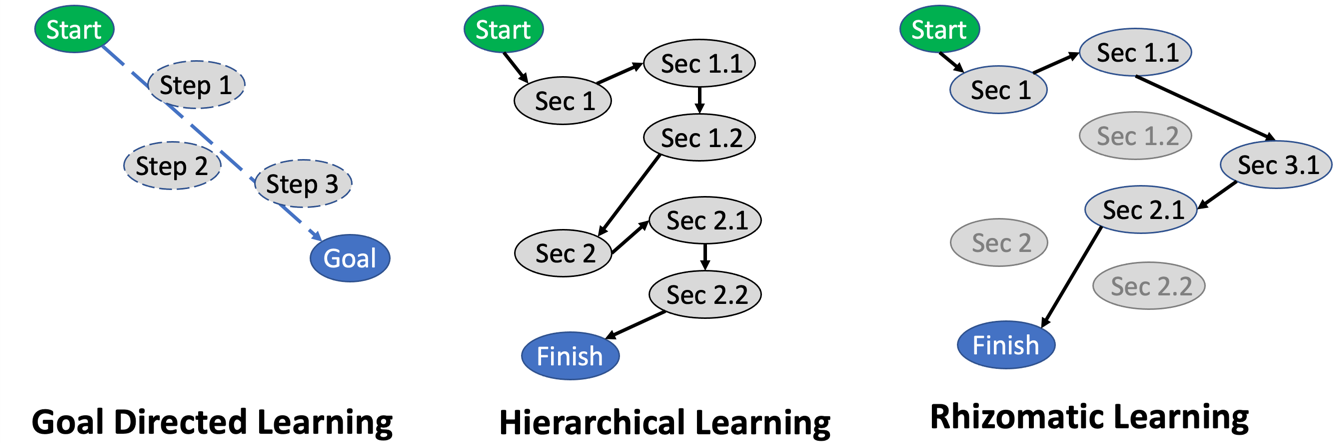 Start
Step 1
Step 2
Step 3
Goal
Goal Directed Learning
Start
Sec 1
Sec 1.1
Sec 1.2
Sec 2
Sec 2.1
Sec 2.2
Finish
Hierarchical Learning
Start
Sec 1
Sec 1.1
Sec 1.2
Sec 3.1
Sec 2.1
Sec 2
Sec 2.2
Finish
Rhizomatic Learning